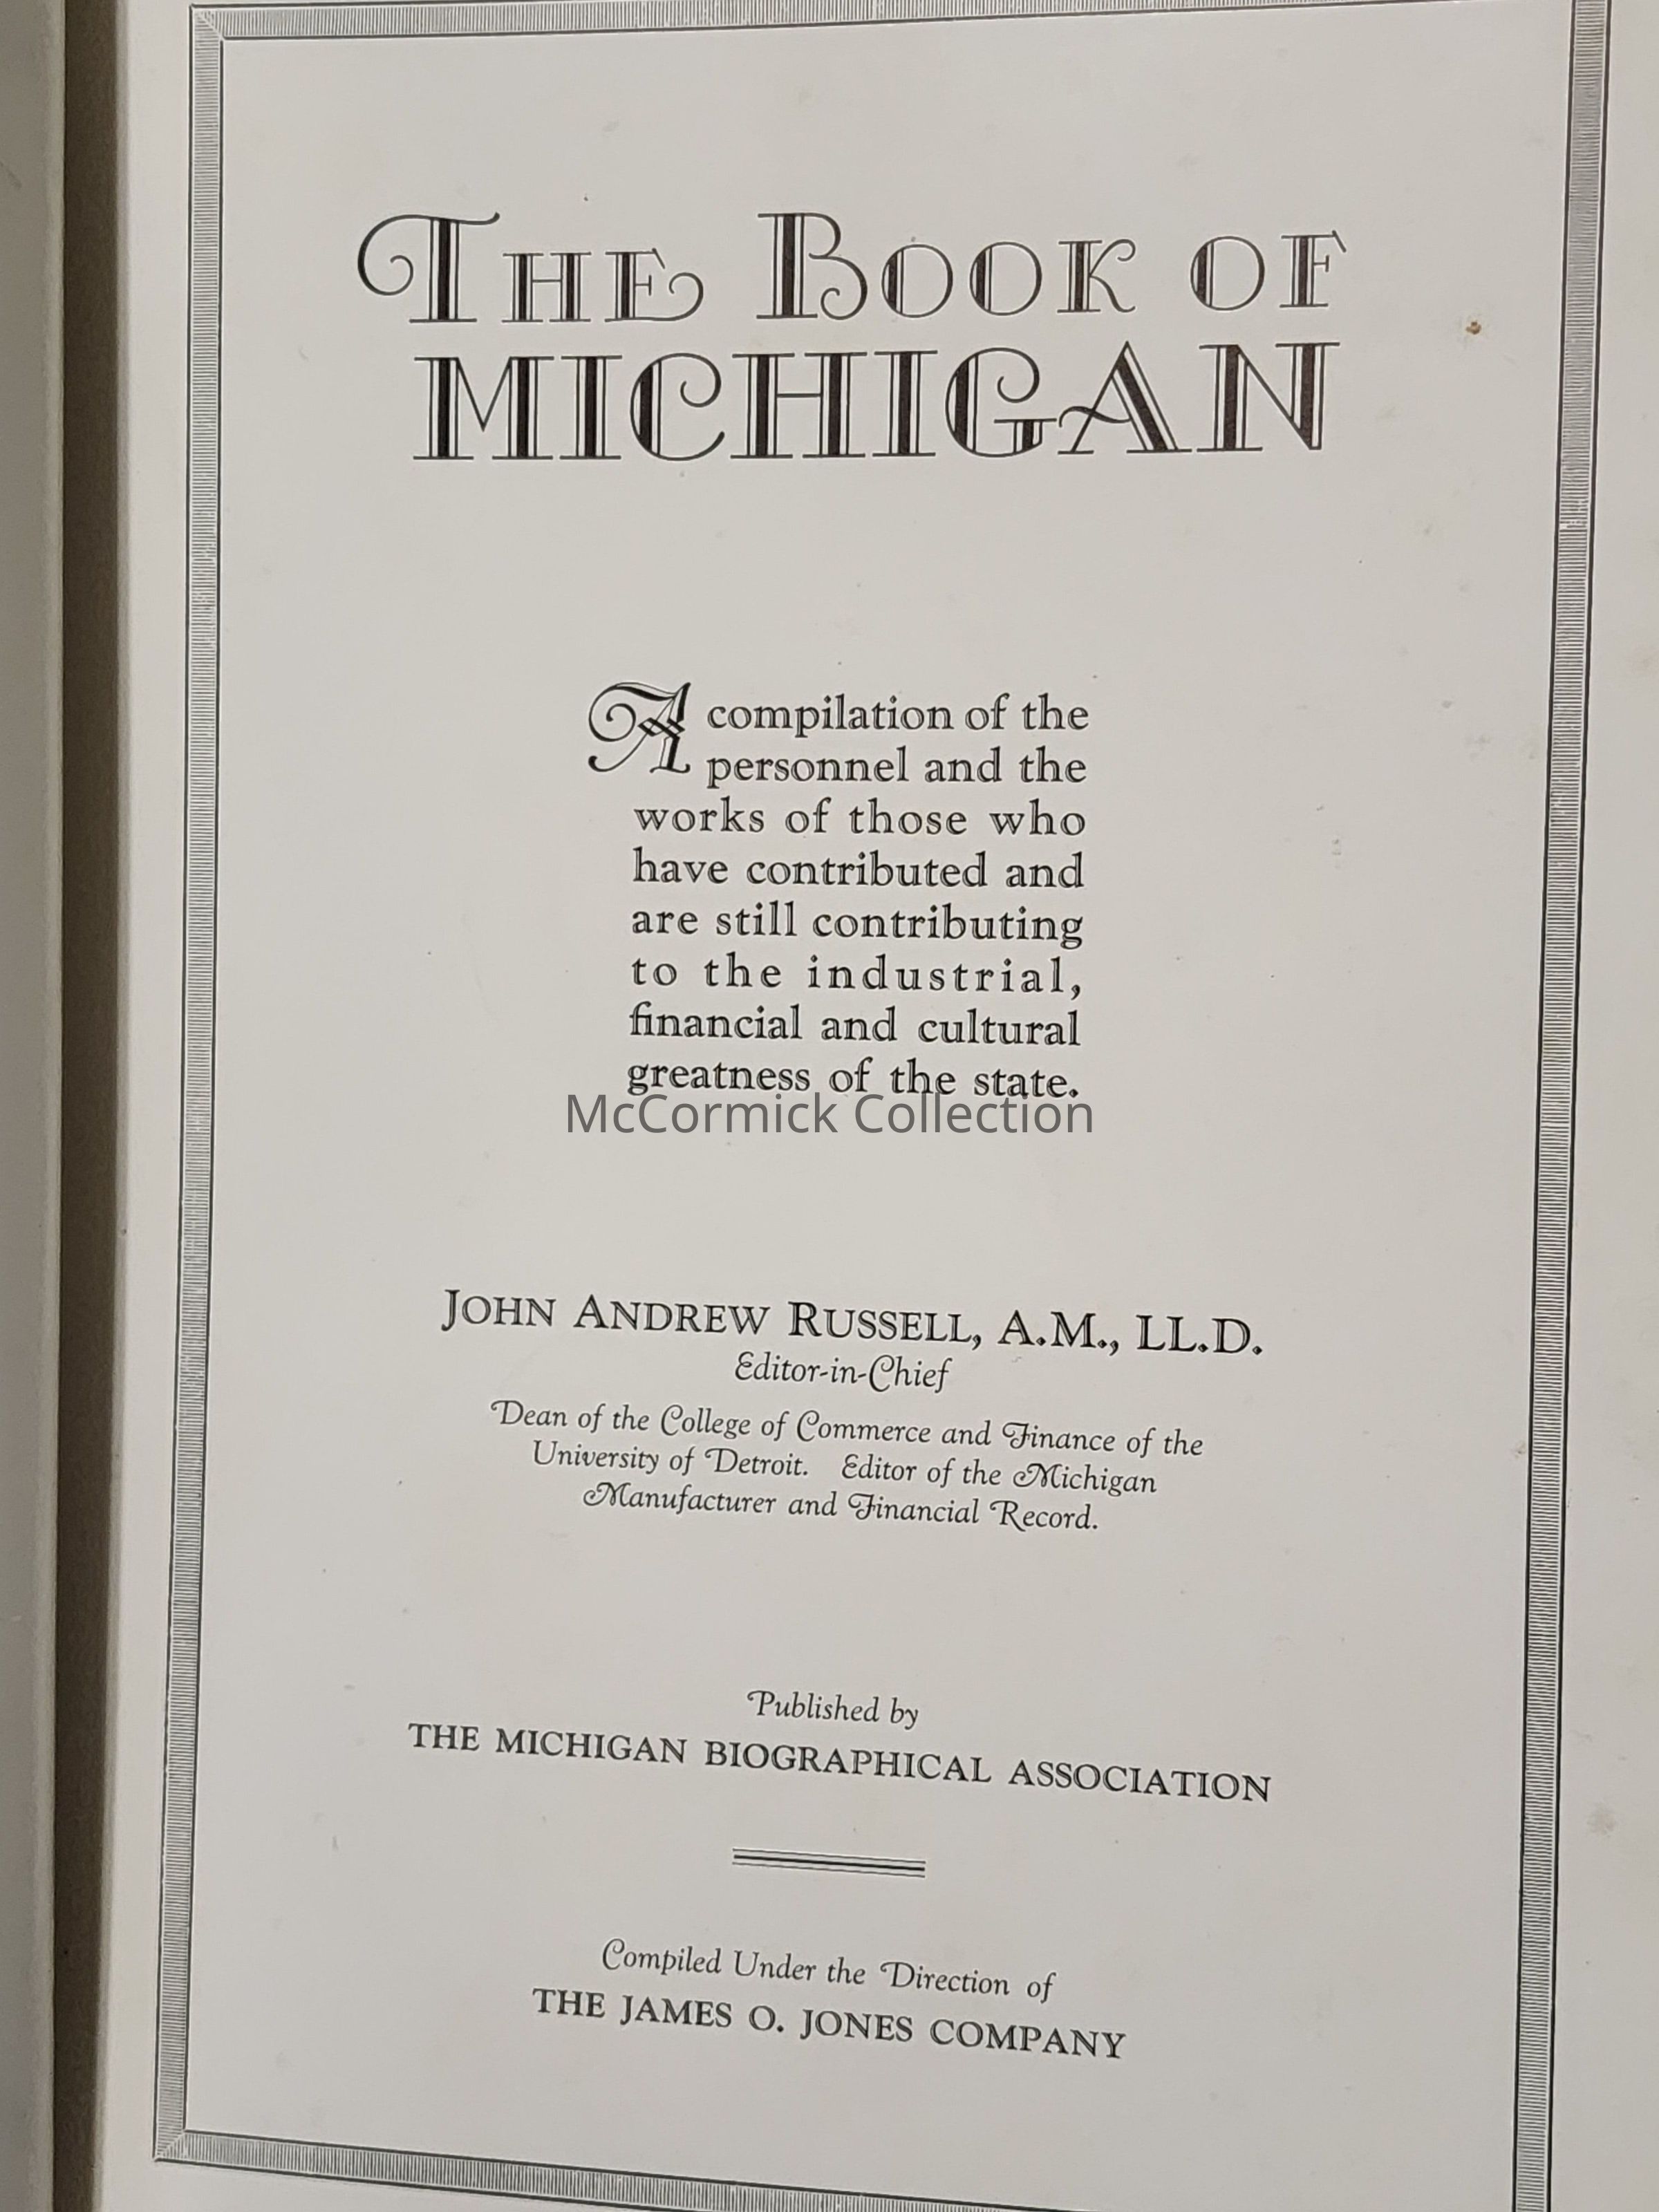 THE BOOK OF
MICHIGAN
A compilation of the
personnel and the
works of those who
have contributed and
are still contributing
to the industrial,
financial and cultural
greatness of the state.
McCormick Collection
JOHN ANDREW RUSSELL, A.M., LL.D.
Editor-in-Chief
Dean of the College of Commerce and Finance of the
University of Detroit. Editor of the Michigan
Manufacturer and Financial Record.
Published by
THE MICHIGAN BIOGRAPHICAL ASSOCIATION
Compiled Under the Direction of
THE JAMES O. JONES COMPANY